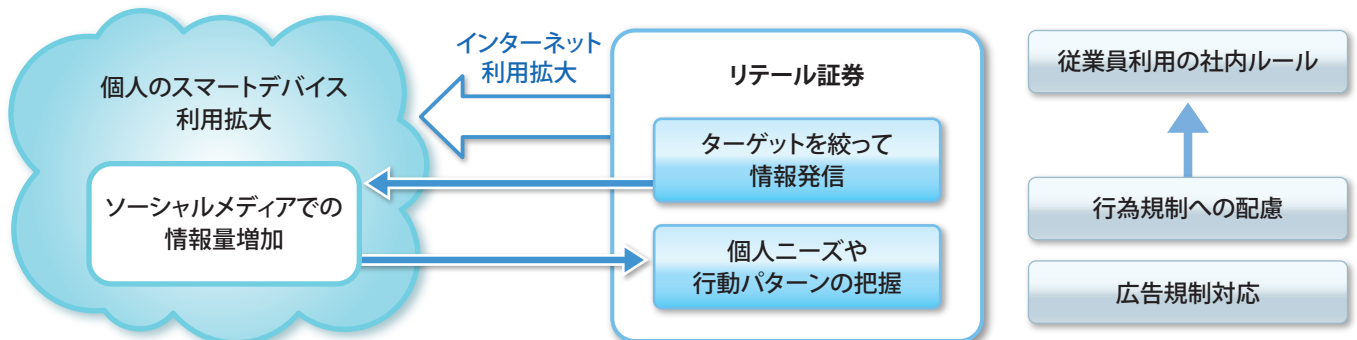 個人のスマートデバイス
利用拡大
ソーシャルメディアでの
情報量増加
インターネット
利用拡大
リテール証券
ターゲットを絞って
情報発信
個人ニーズや
行動パターンの把握
従業員利用の社内ルール
行為規制への配慮
広告規制対応